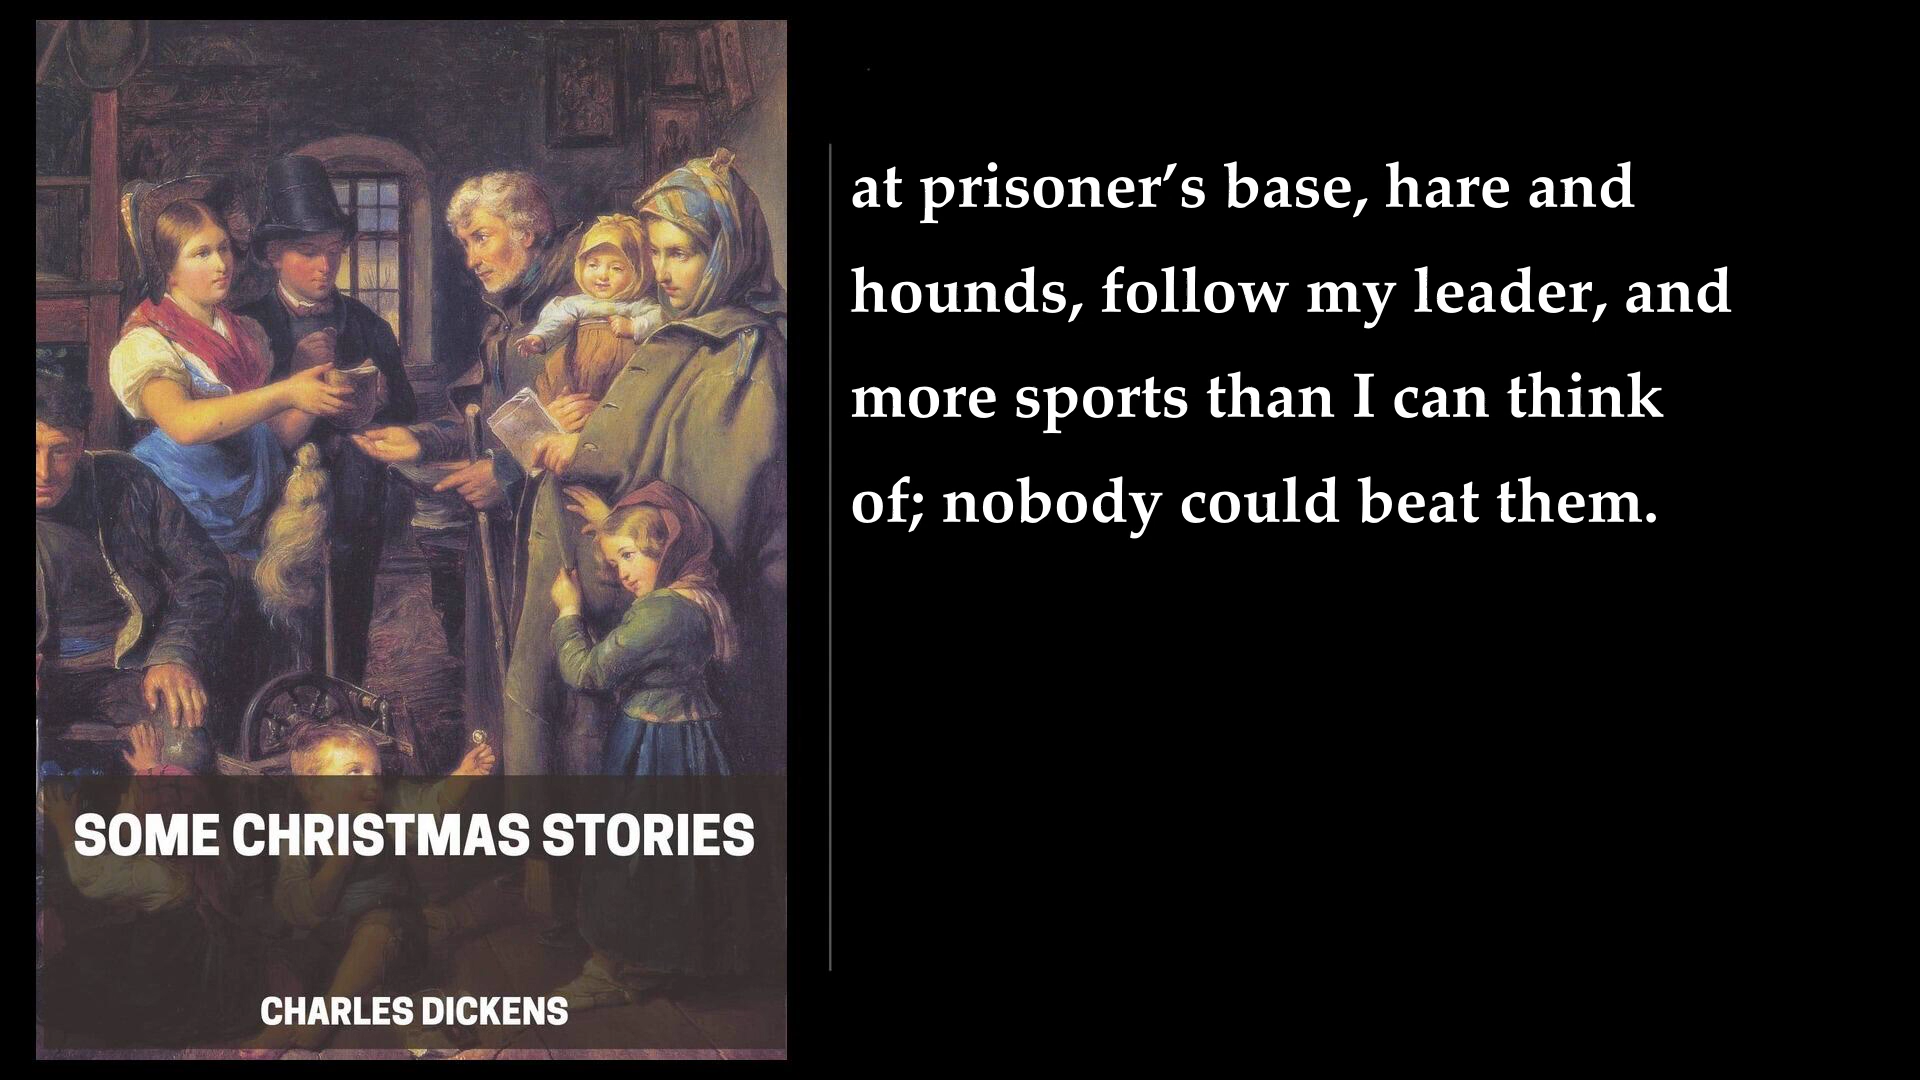 at prisoner’s base, hare and
hounds, follow my leader, and
more sports than I can think
of; nobody could beat them.
SOME CHRISTMAS STORIES
CHARLES DICKENS